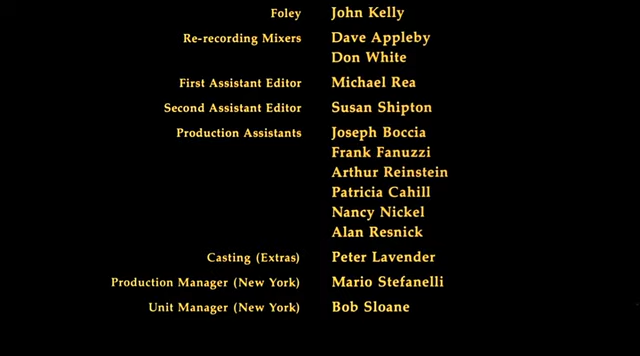 Foley John Kelly
Re-recording Mixers Dave Appleby
Don White
First Assistant Editor Michael Rea
Second Assistant Editor Susan Shipton
Production Assistants Joseph Boccia
Frank Fanuzzi
Arthur Reinstein
Patricia Cahill
Nancy Nickel
Alan Resnick
Casting (Extras) Peter Lavender
Production Manager (New York) Mario Stefanelli
Unit Manager (New York) Bob Sloane